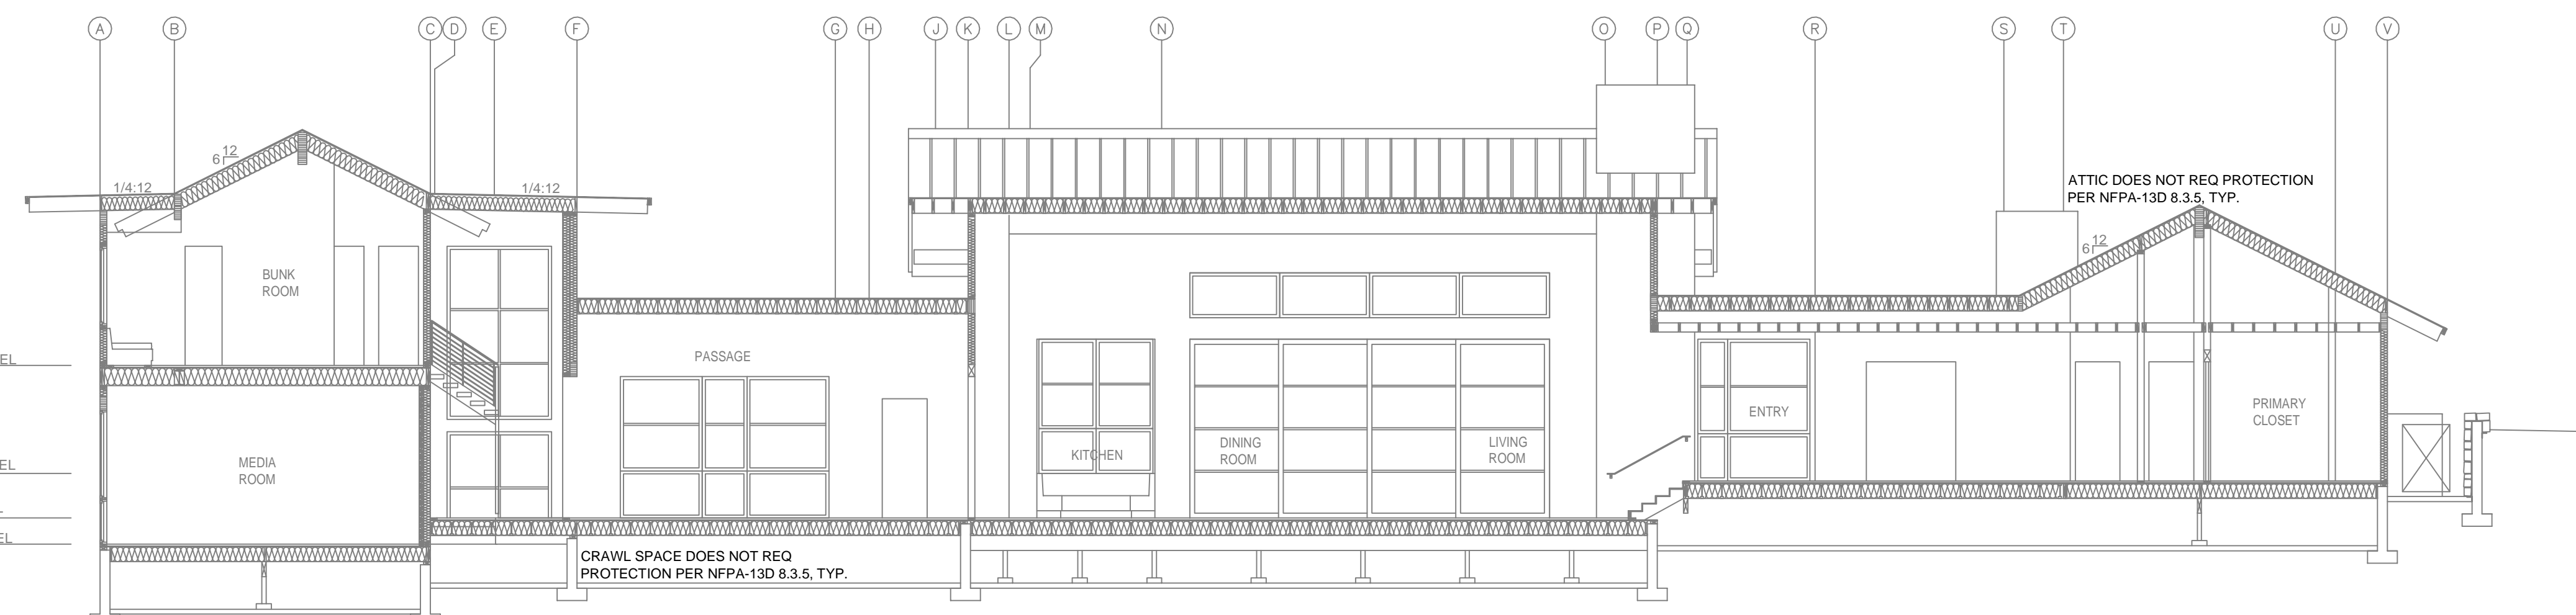 A B C D E F G H J K L M N O P Q R S T U V
12
6
1/4:12
1/4:12
ATTIC DOES NOT REQ PROTECTION
PER NFPA-13D 8.3.5, TYP.
12
6
BUNK
ROOM
PASSAGE
EL
ENTRY
PRIMARY
CLOSET
DINING
ROOM
LIVING
ROOM
KITCHEN
MEDIA
ROOM
EL
EL
CRAWL SPACE DOES NOT REQ
PROTECTION PER NFPA-13D 8.3.5, TYP.